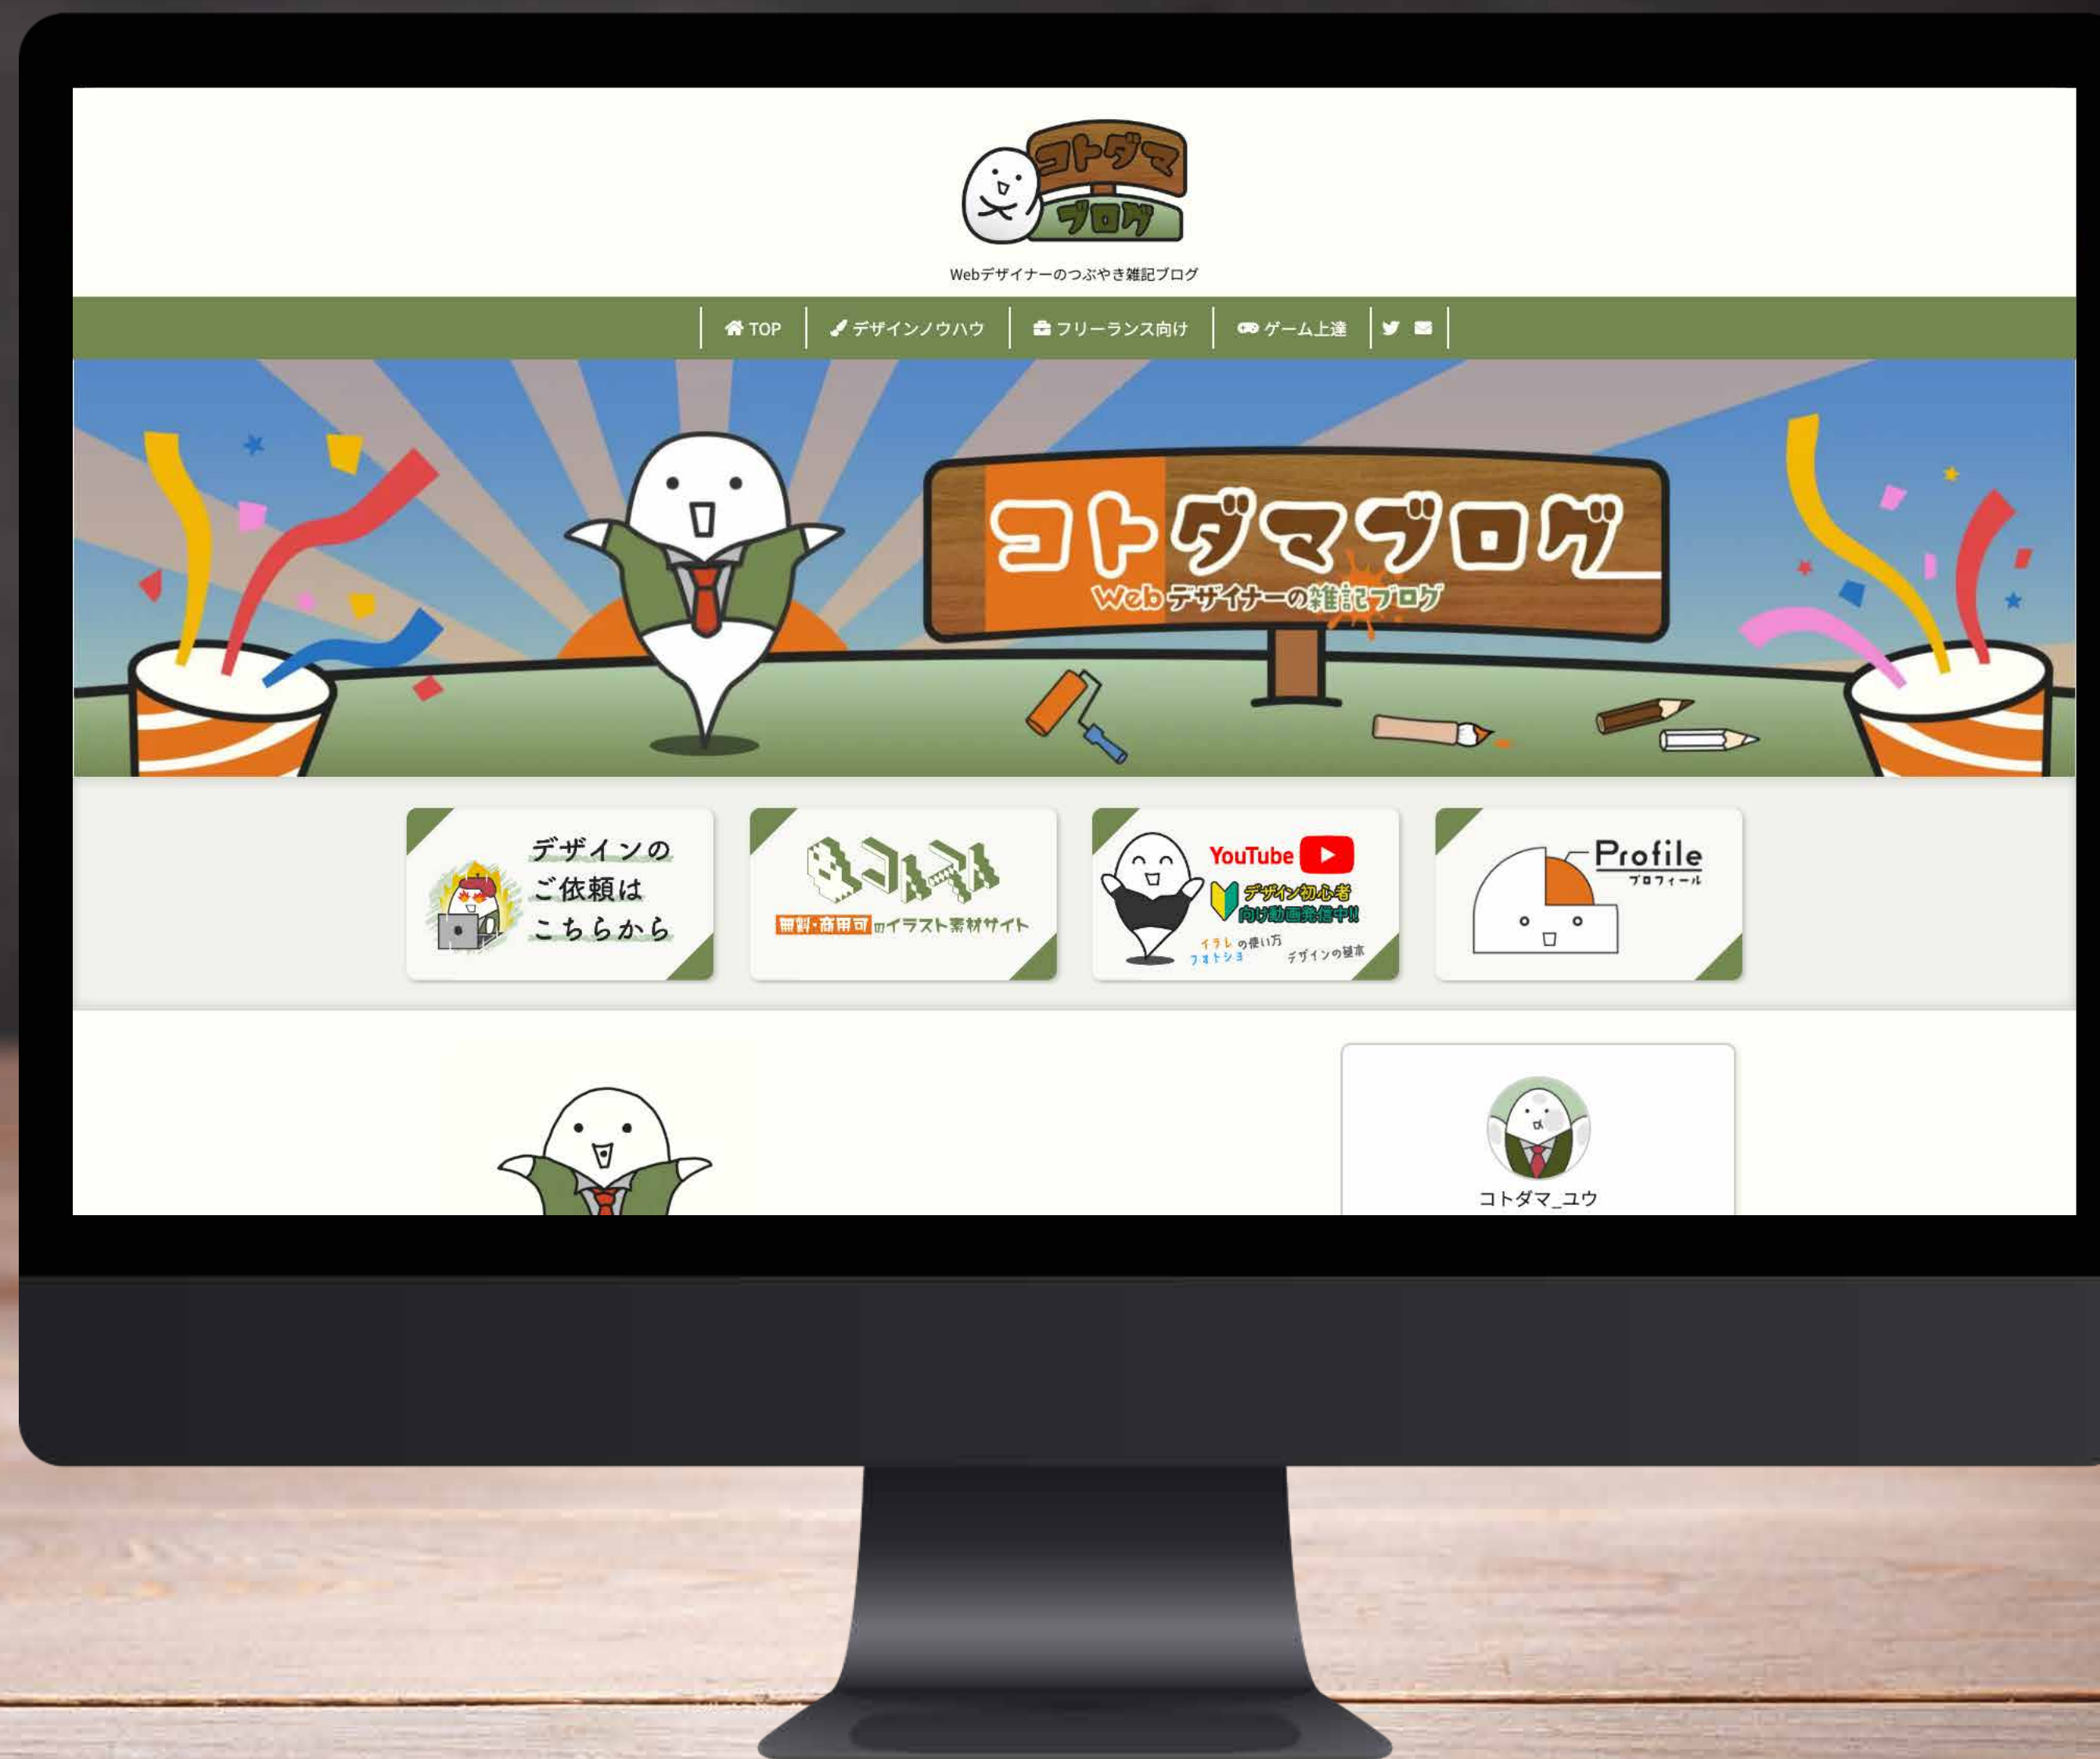 コトダマ
ブログ
Webデザイナーのつぶやき雑記ブログ
TOP デザインノウハウ フリーランス向け ゲーム上達
コトダマブログ
Webデザイナーの雑記ブログ
デザインの
ご依頼は
こちらから
無料・商用可のイラスト素材サイト
YouTube
デザイン初心者
向け動画発信中!!
イラレの使い方
フォトショ
デザインの基本
Profile
プロフィール
コトダマ_ユウ